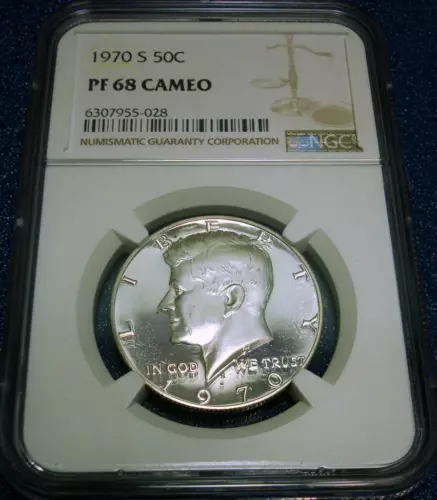 1970 S 50C
PF 68 CAMEO
6307955-028
NUMISMATIC GUARANTY CORPORATION
NGC
LIBERTY
IN GOD WE TRUST
1970